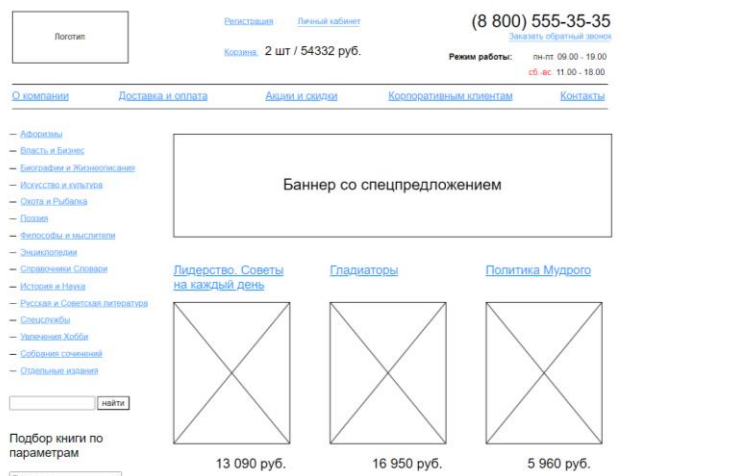 Логотип
Регистрация Личный кабинет
Корзина: 2 шт / 54332 руб.
(8 800) 555-35-35
Заказать обратный звонок
Режим работы: пн-пт. 09.00 - 19.00
сб.-вс. 11.00 - 18.00
О компании Доставка и оплата Акции и скидки Корпоративным клиентам Контакты
— Афоризмы
— Власть и Бизнес
— Биографии и Жизнеописания
— Искусство и культура
— Охота и Рыбалка
— Поэзия
— Философы и мыслители
— Энциклопедии
— Справочники Словари
— История и Наука
— Русская и Советская литература
— Спецслужбы
— Увлечения Хобби
— Собрания сочинений
— Отдельные издания
найти
Подбор книги по
параметрам
Баннер со спецпредложением
Лидерство. Советы
на каждый день
Гладиаторы
Политика Мудрого
13 090 руб.
16 950 руб.
5 960 руб.